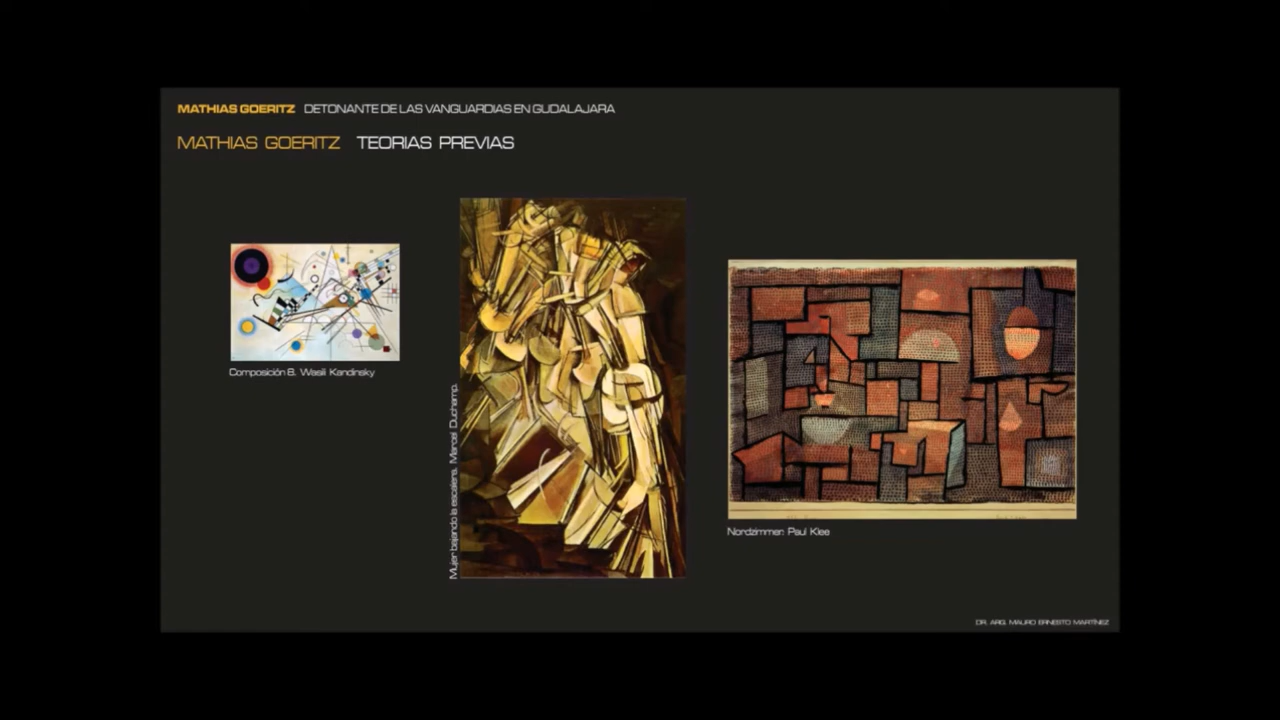 MATHIAS GOERITZ DETONANTE DE LAS VANGUARDIAS EN GUDALAJARA
MATHIAS GOERITZ TEORIAS PREVIAS
Composición 8. Wasili Kandinsky
Mujer bajando la escalera. Marcel Duchamp.
Nordzimmer. Paul Klee
DR. ARQ. MAURO ERNESTO MARTÍNEZ